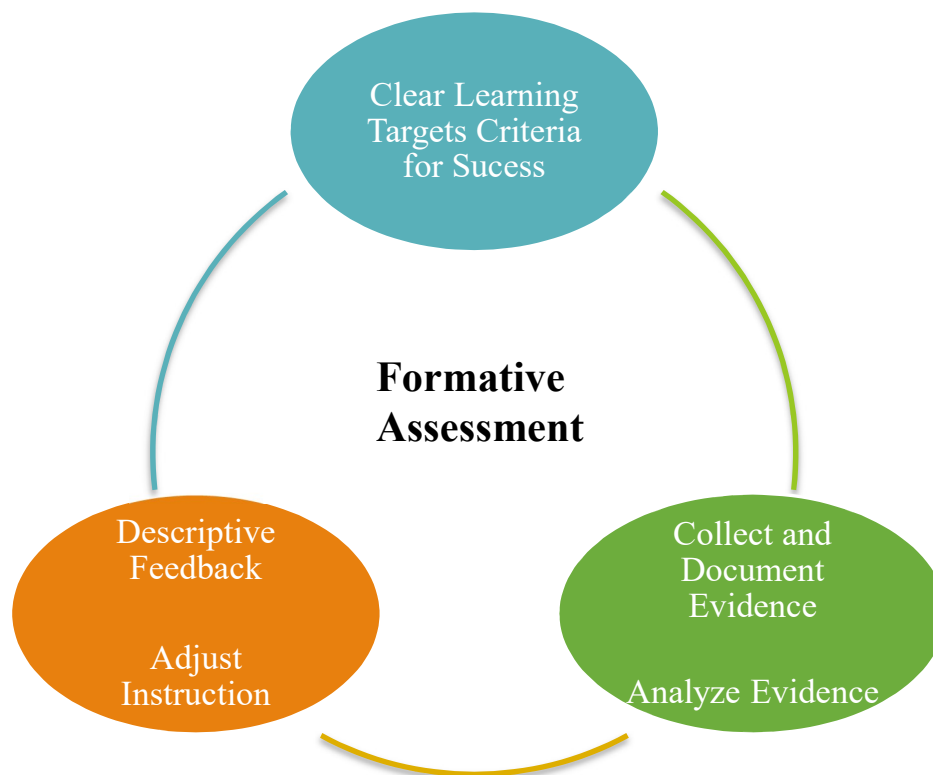 Clear Learning
Targets Criteria
for Sucess
Formative
Assessment
Descriptive
Feedback
Adjust
Instruction
Collect and
Document
Evidence
Analyze Evidence